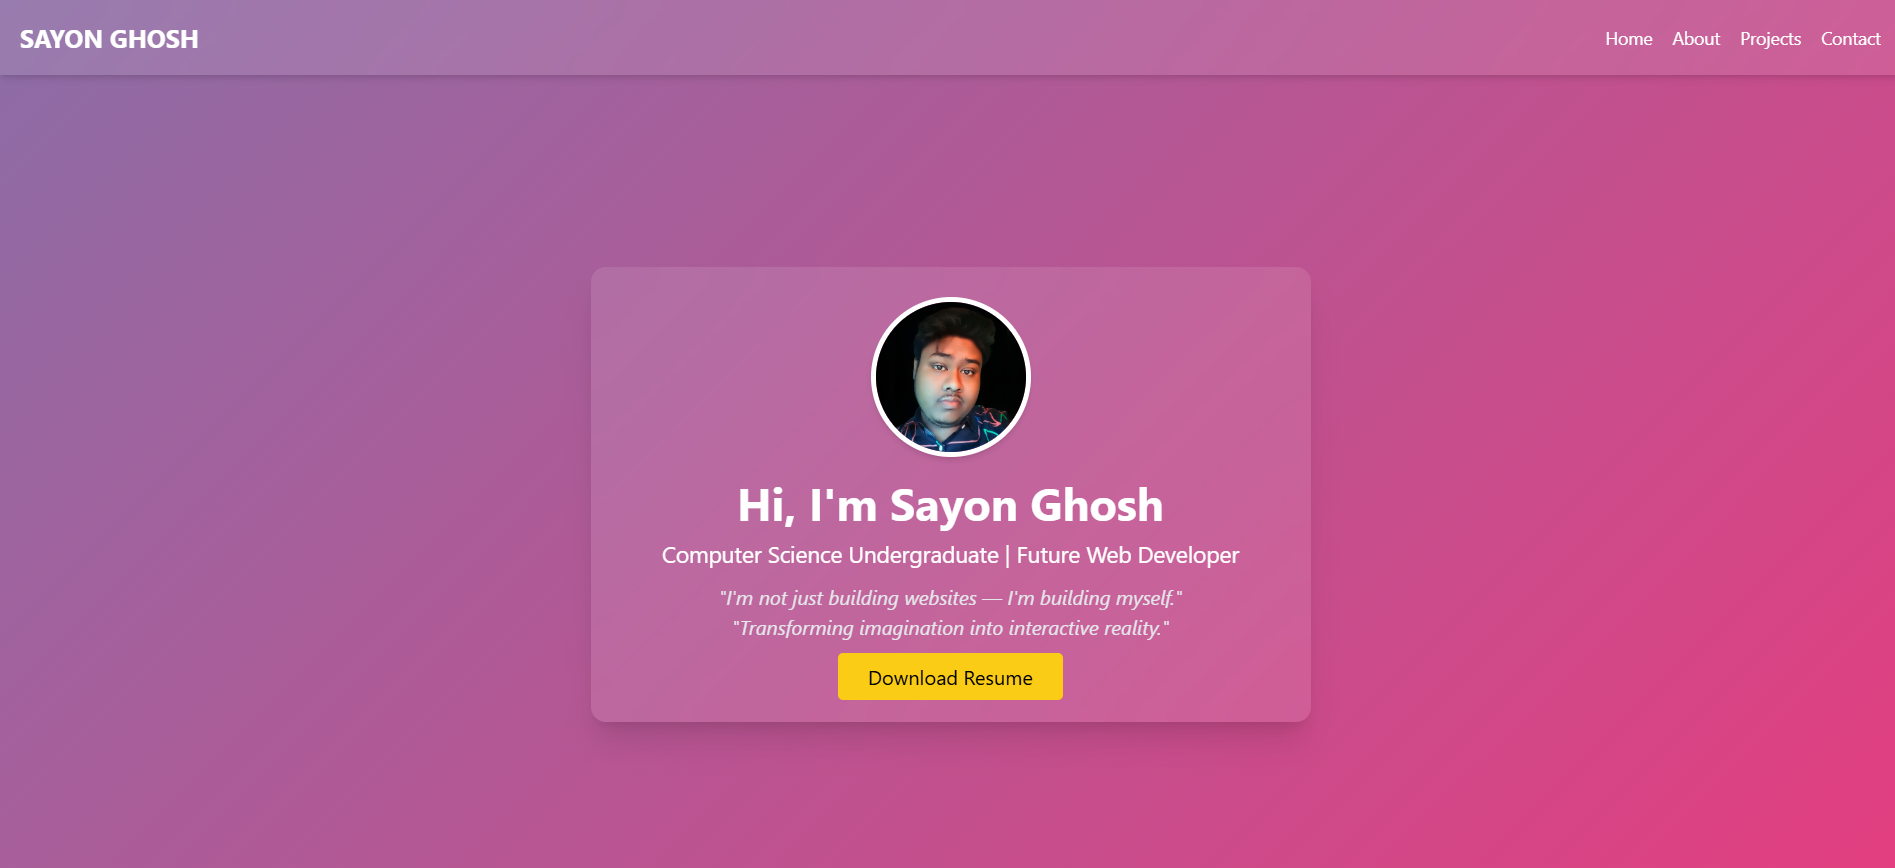 SAYON GHOSH
Home About Projects Contact
Hi, I'm Sayon Ghosh
Computer Science Undergraduate | Future Web Developer
"I'm not just building websites — I'm building myself."
"Transforming imagination into interactive reality."
Download Resume